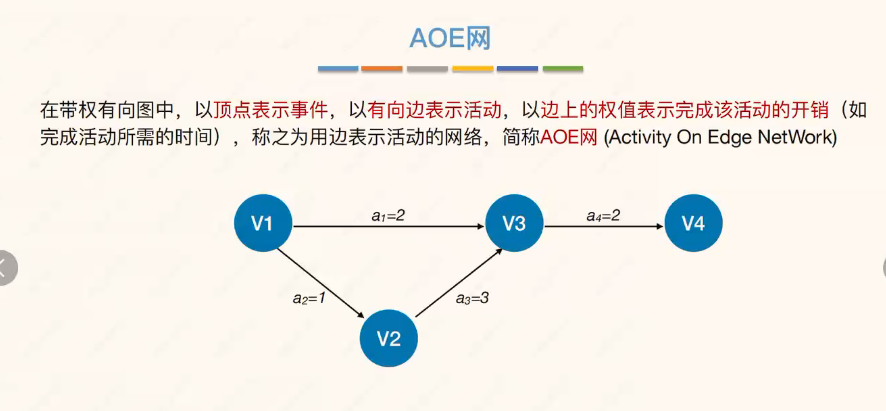 AOE网
在带权有向图中，以顶点表示事件，以有向边表示活动，以边上的权值表示完成该活动的开销（如
完成活动所需的时间），称之为用边表示活动的网络，简称AOE网 (Activity On Edge NetWork)
V1
a₁=2
V3
a₄=2
V4
a₂=1
a₃=3
V2